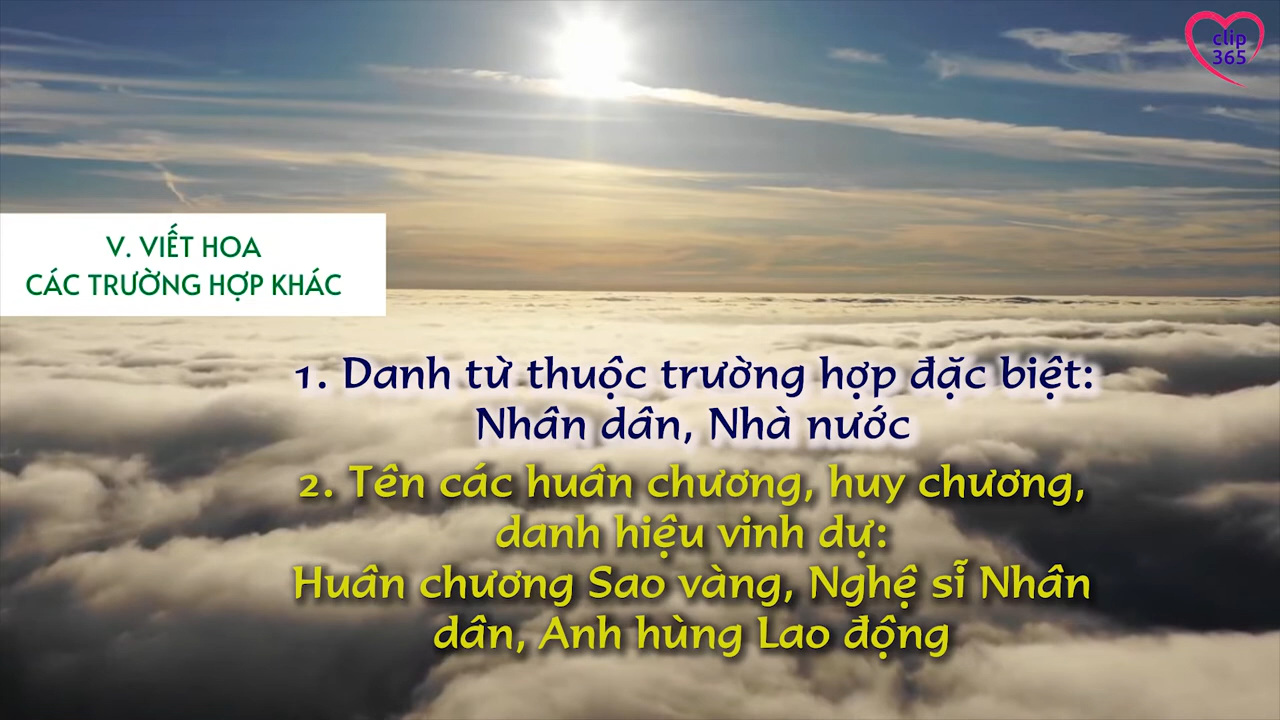 clip
365
V. VIẾT HOA
CÁC TRƯỜNG HỢP KHÁC
1. Danh từ thuộc trường hợp đặc biệt:
Nhân dân, Nhà nước
2. Tên các huân chương, huy chương,
danh hiệu vinh dự:
Huân chương Sao vàng, Nghệ sĩ Nhân
dân, Anh hùng Lao động